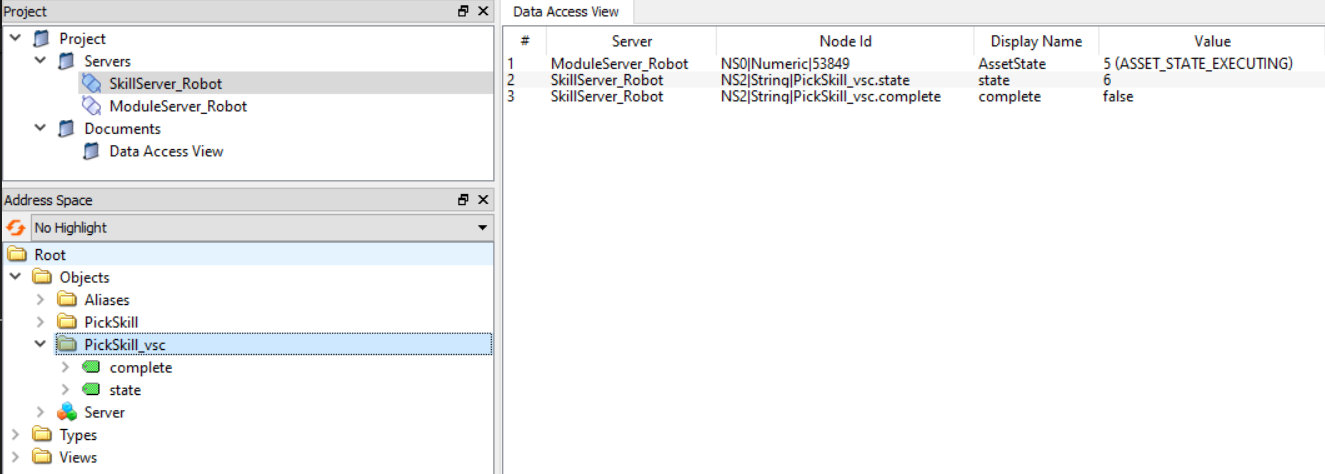 Project
Project
Servers
SkillServer_Robot
ModuleServer_Robot
Documents
Data Access View
Address Space
No Highlight
Root
Objects
Aliases
PickSkill
PickSkill_vsc
complete
state
Server
Types
Views
Data Access View
# Server Node Id Display Name Value
1 ModuleServer_Robot NS0|Numeric|53849 AssetState 5 (ASSET_STATE_EXECUTING)
2 SkillServer_Robot NS2|String|PickSkill_vsc.state state 6
3 SkillServer_Robot NS2|String|PickSkill_vsc.complete complete false